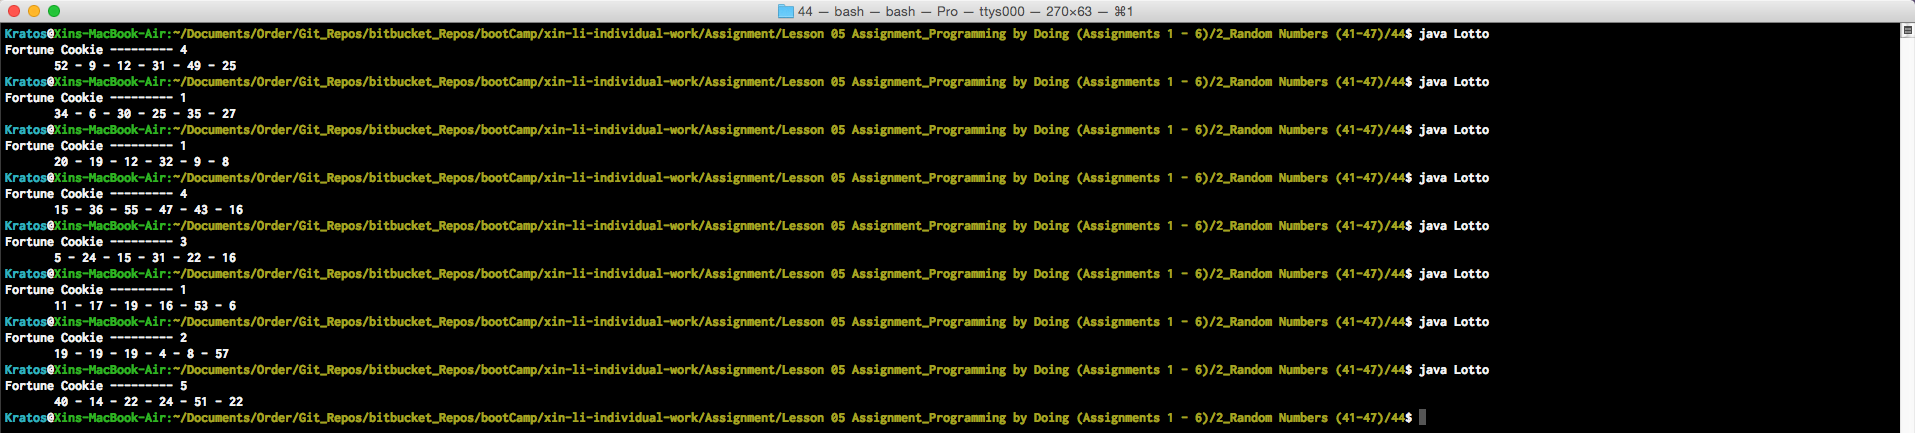 44 — bash — bash — Pro — ttys000 — 270×63 — ⌘1
Kratos@Xins-MacBook-Air:~/Documents/Order/Git_Repos/bitbucket_Repos/bootCamp/xin-li-individual-work/Assignment/Lesson 05 Assignment_Programming by Doing (Assignments 1 - 6)/2_Random Numbers (41-47)/44$ java Lotto
Fortune Cookie --------- 4
52 - 9 - 12 - 31 - 49 - 25
Kratos@Xins-MacBook-Air:~/Documents/Order/Git_Repos/bitbucket_Repos/bootCamp/xin-li-individual-work/Assignment/Lesson 05 Assignment_Programming by Doing (Assignments 1 - 6)/2_Random Numbers (41-47)/44$ java Lotto
Fortune Cookie --------- 1
34 - 6 - 30 - 25 - 35 - 27
Kratos@Xins-MacBook-Air:~/Documents/Order/Git_Repos/bitbucket_Repos/bootCamp/xin-li-individual-work/Assignment/Lesson 05 Assignment_Programming by Doing (Assignments 1 - 6)/2_Random Numbers (41-47)/44$ java Lotto
Fortune Cookie --------- 1
20 - 19 - 12 - 32 - 9 - 8
Kratos@Xins-MacBook-Air:~/Documents/Order/Git_Repos/bitbucket_Repos/bootCamp/xin-li-individual-work/Assignment/Lesson 05 Assignment_Programming by Doing (Assignments 1 - 6)/2_Random Numbers (41-47)/44$ java Lotto
Fortune Cookie --------- 4
15 - 36 - 55 - 47 - 43 - 16
Kratos@Xins-MacBook-Air:~/Documents/Order/Git_Repos/bitbucket_Repos/bootCamp/xin-li-individual-work/Assignment/Lesson 05 Assignment_Programming by Doing (Assignments 1 - 6)/2_Random Numbers (41-47)/44$ java Lotto
Fortune Cookie --------- 3
5 - 24 - 15 - 31 - 22 - 16
Kratos@Xins-MacBook-Air:~/Documents/Order/Git_Repos/bitbucket_Repos/bootCamp/xin-li-individual-work/Assignment/Lesson 05 Assignment_Programming by Doing (Assignments 1 - 6)/2_Random Numbers (41-47)/44$ java Lotto
Fortune Cookie --------- 1
11 - 17 - 19 - 16 - 53 - 6
Kratos@Xins-MacBook-Air:~/Documents/Order/Git_Repos/bitbucket_Repos/bootCamp/xin-li-individual-work/Assignment/Lesson 05 Assignment_Programming by Doing (Assignments 1 - 6)/2_Random Numbers (41-47)/44$ java Lotto
Fortune Cookie --------- 2
19 - 19 - 19 - 4 - 8 - 57
Kratos@Xins-MacBook-Air:~/Documents/Order/Git_Repos/bitbucket_Repos/bootCamp/xin-li-individual-work/Assignment/Lesson 05 Assignment_Programming by Doing (Assignments 1 - 6)/2_Random Numbers (41-47)/44$ java Lotto
Fortune Cookie --------- 5
40 - 14 - 22 - 24 - 51 - 22
Kratos@Xins-MacBook-Air:~/Documents/Order/Git_Repos/bitbucket_Repos/bootCamp/xin-li-individual-work/Assignment/Lesson 05 Assignment_Programming by Doing (Assignments 1 - 6)/2_Random Numbers (41-47)/44$